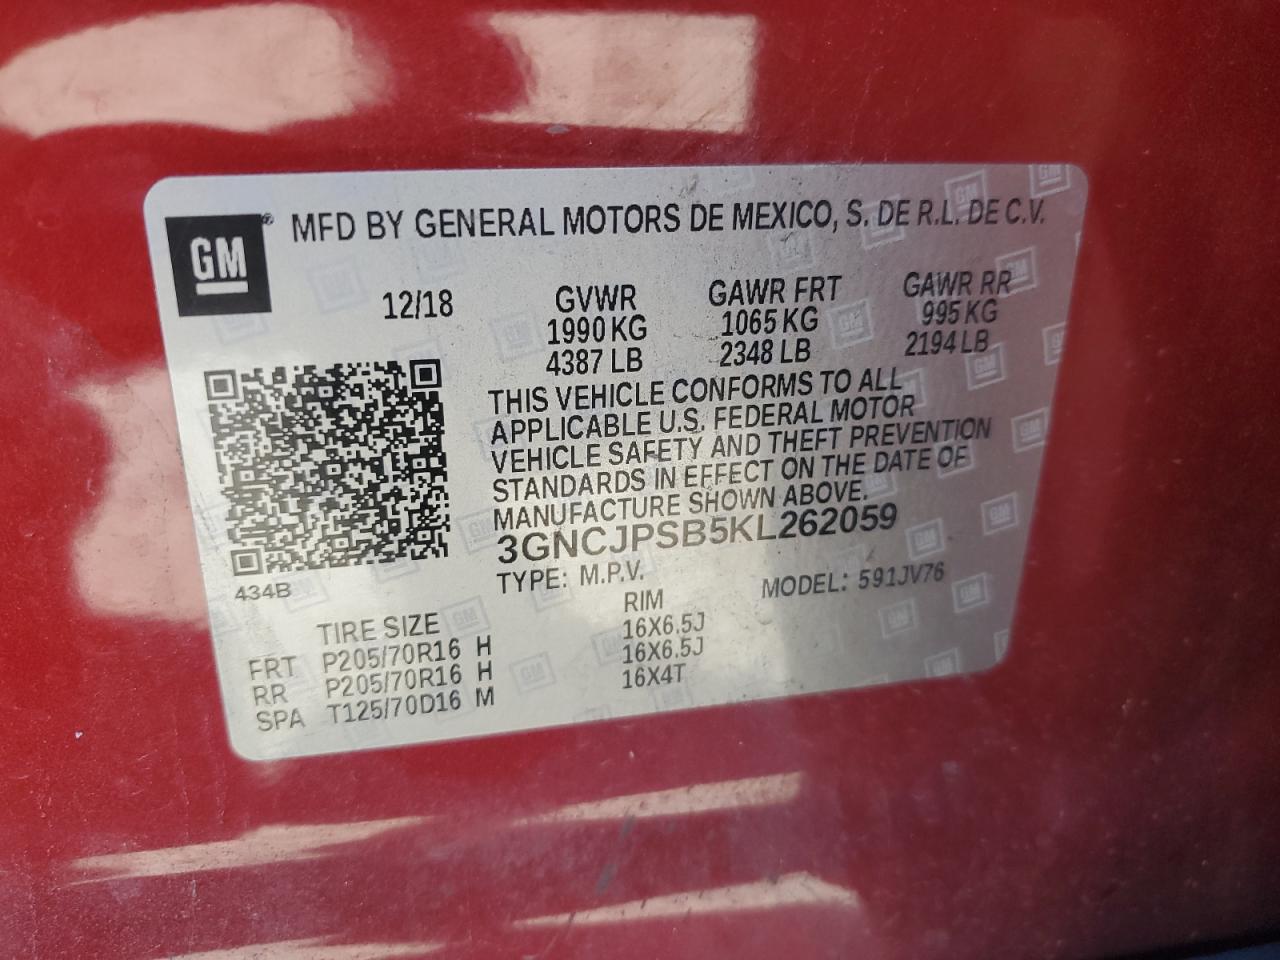 GM® MFD BY GENERAL MOTORS DE MEXICO, S. DE R.L. DE C.V.
12/18 GVWR GAWR FRT GAWR RR
1990 KG 1065 KG 995 KG
4387 LB 2348 LB 2194 LB
THIS VEHICLE CONFORMS TO ALL
APPLICABLE U.S. FEDERAL MOTOR
VEHICLE SAFETY AND THEFT PREVENTION
STANDARDS IN EFFECT ON THE DATE OF
MANUFACTURE SHOWN ABOVE.
3GNCJPSB5KL262059
434B
TYPE: M.P.V. MODEL: 591JV76
TIRE SIZE RIM
FRT P205/70R16 H 16X6.5J
RR P205/70R16 H 16X6.5J
SPA T125/70D16 M 16X4T